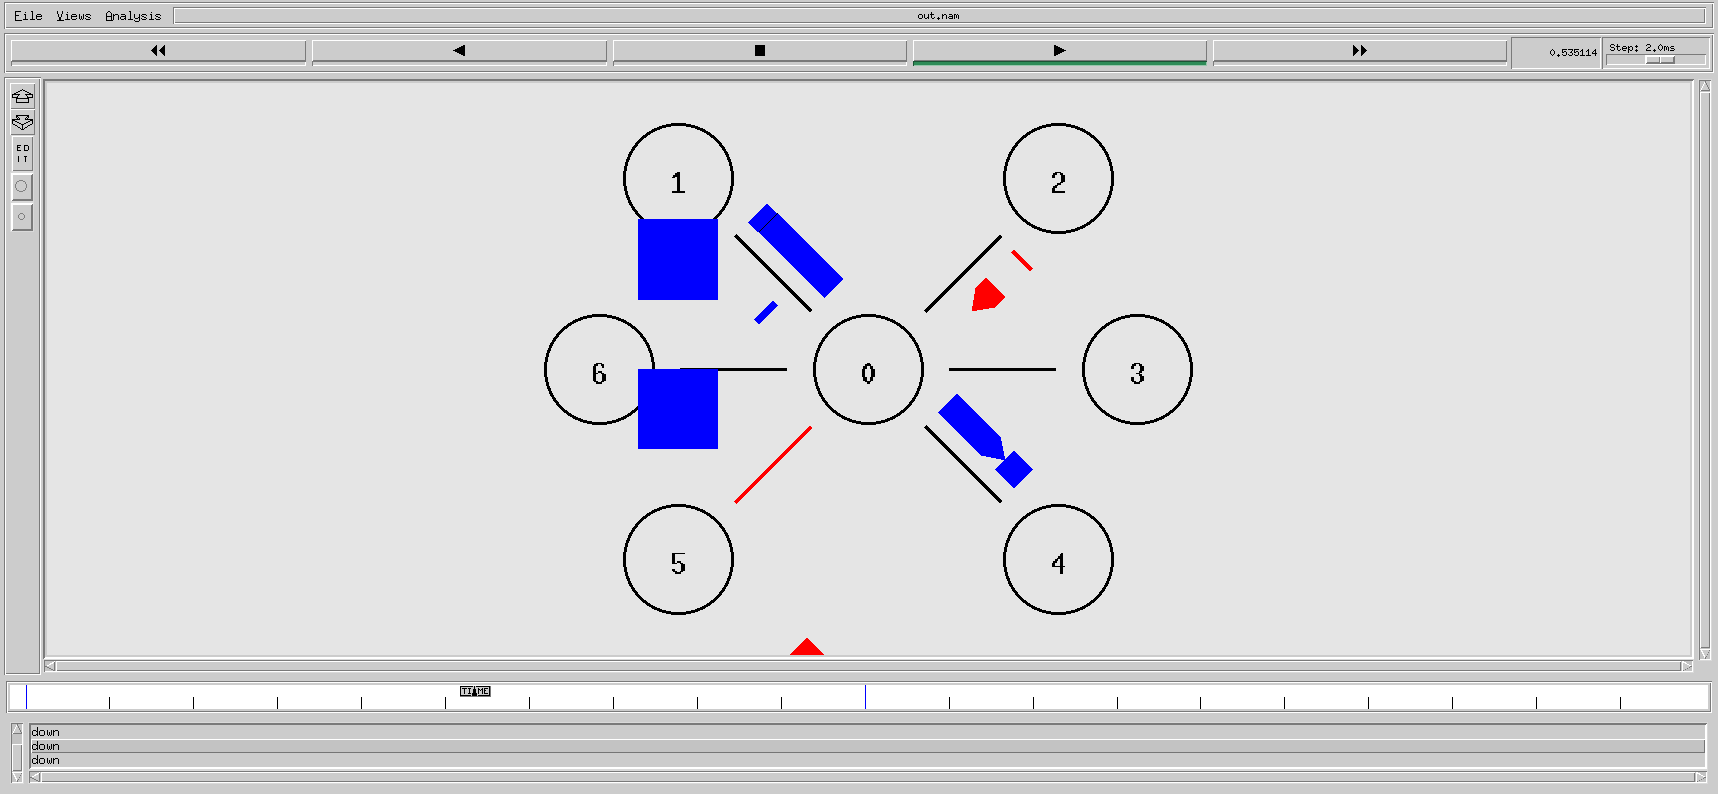 File Views Analysis out.nam
0.535114 Step: 2.0ms
ED
IT
1 2
6 0 3
5 4
TIME
down
down
down